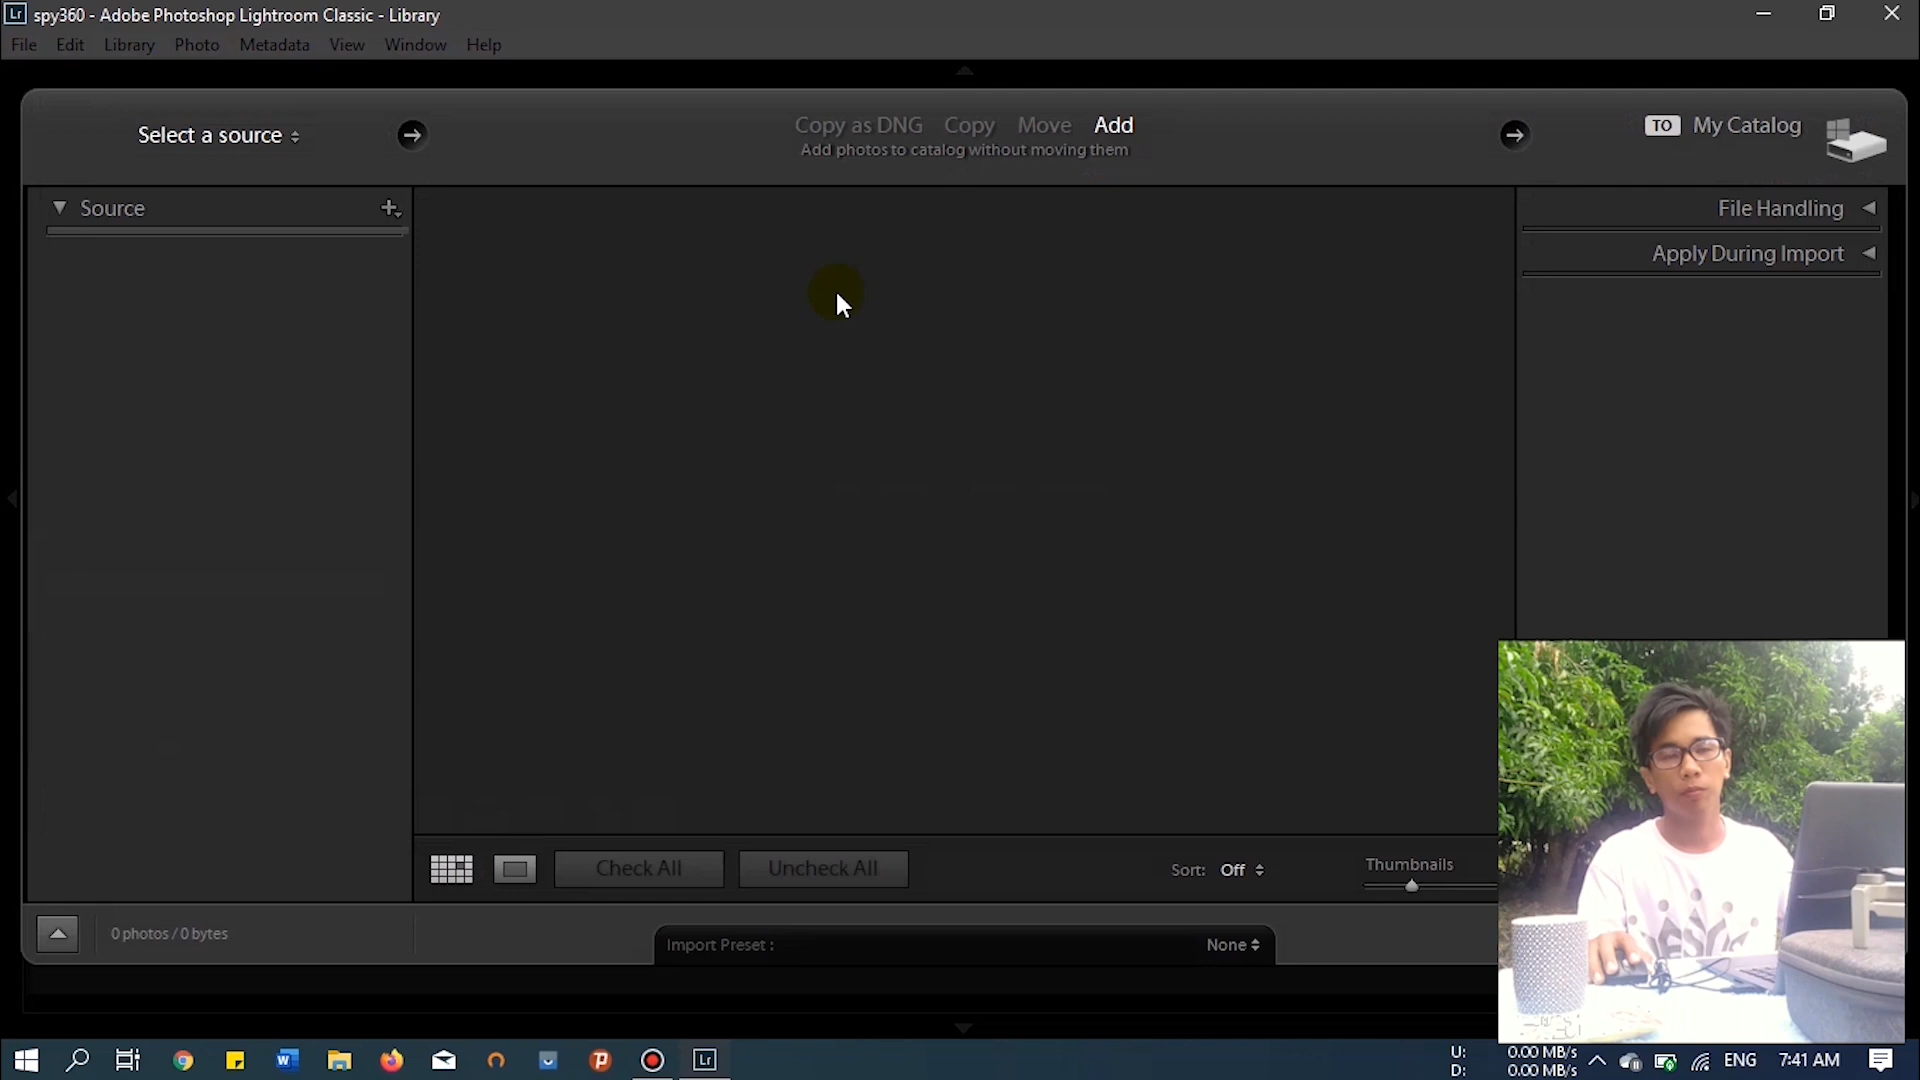 Lr spy360 - Adobe Photoshop Lightroom Classic - Library
File Edit Library Photo Metadata View Window Help
Select a source
Copy as DNG Copy Move Add
Add photos to catalog without moving them
TO My Catalog
Source
File Handling
Apply During Import
Check All Uncheck All
Sort: Off
Thumbnails
0 photos / 0 bytes
Import Preset :
None
U: 0.00 MB/s
D: 0.00 MB/s
ENG
7:41 AM
Lr